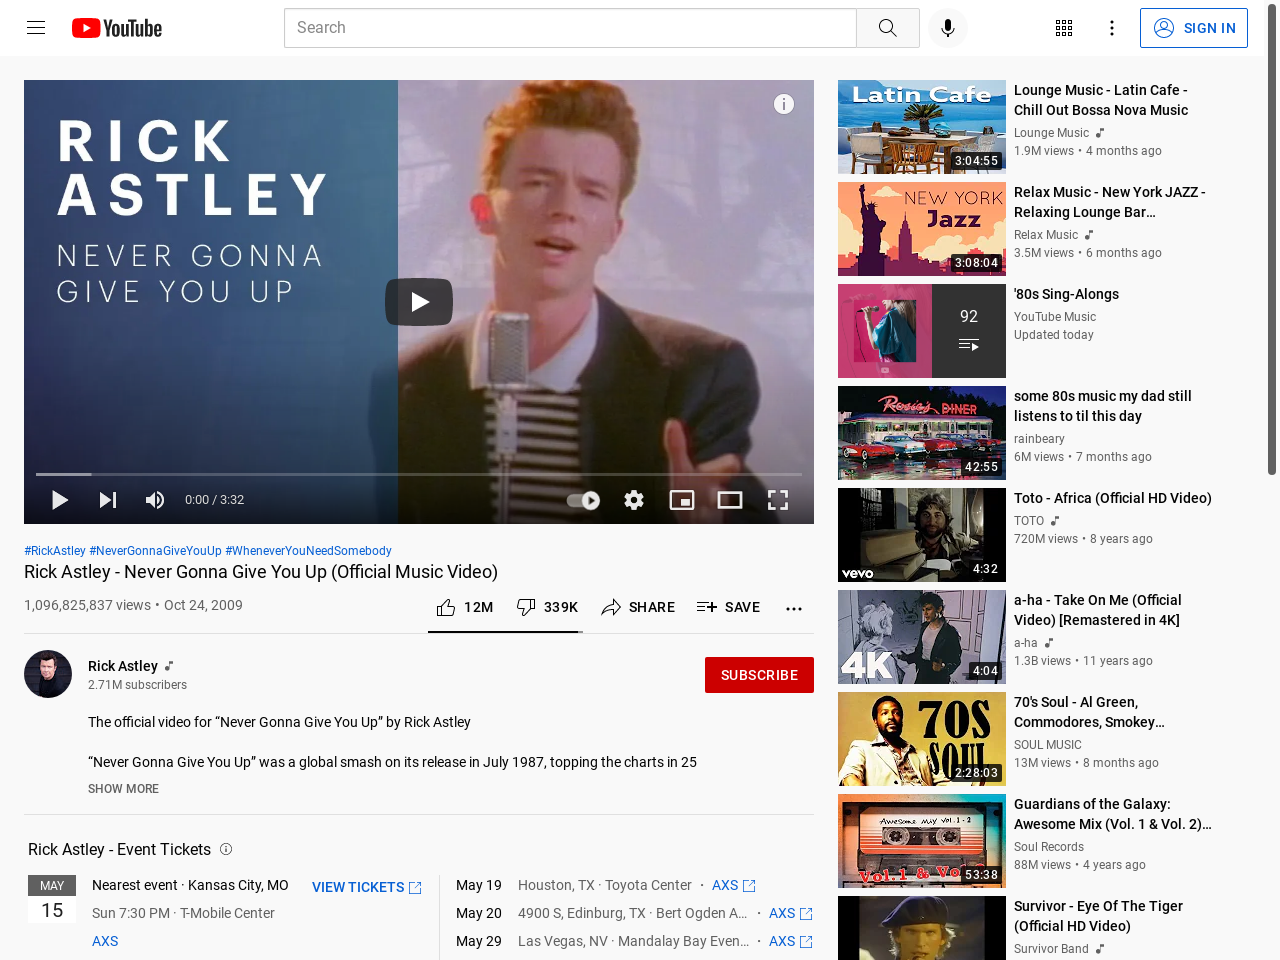 YouTube
Search
SIGN IN
RICK
ASTLEY
NEVER GONNA
GIVE YOU UP
0:00 / 3:32
#RickAstley #NeverGonnaGiveYouUp #WheneverYouNeedSomebody
Rick Astley - Never Gonna Give You Up (Official Music Video)
1,096,825,837 views • Oct 24, 2009
12M
339K
SHARE
SAVE
Rick Astley
2.71M subscribers
SUBSCRIBE
The official video for “Never Gonna Give You Up” by Rick Astley
“Never Gonna Give You Up” was a global smash on its release in July 1987, topping the charts in 25
SHOW MORE
Rick Astley - Event Tickets
MAY
15
Nearest event · Kansas City, MO
Sun 7:30 PM · T-Mobile Center
AXS
VIEW TICKETS
May 19 Houston, TX · Toyota Center · AXS
May 20 4900 S, Edinburg, TX · Bert Ogden A... · AXS
May 29 Las Vegas, NV · Mandalay Bay Even... · AXS
Latin Cafe
3:04:55
Lounge Music - Latin Cafe -
Chill Out Bossa Nova Music
Lounge Music
1.9M views • 4 months ago
NEW YORK
Jazz
3:08:04
Relax Music - New York JAZZ -
Relaxing Lounge Bar...
Relax Music
3.5M views • 6 months ago
92
'80s Sing-Alongs
YouTube Music
Updated today
Rosie's DINER
42:55
some 80s music my dad still
listens to til this day
rainbeary
6M views • 7 months ago
vevo
4:32
Toto - Africa (Official HD Video)
TOTO
720M views • 8 years ago
4K
4:04
a-ha - Take On Me (Official
Video) [Remastered in 4K]
a-ha
1.3B views • 11 years ago
70S
SOUL
2:28:03
70's Soul - Al Green,
Commodores, Smokey...
SOUL MUSIC
13M views • 8 months ago
Awesome Mix Vol. 1 - 2
Vol.1 & Vo
53:38
Guardians of the Galaxy:
Awesome Mix (Vol. 1 & Vol. 2)...
Soul Records
88M views • 4 years ago
Survivor - Eye Of The Tiger
(Official HD Video)
Survivor Band